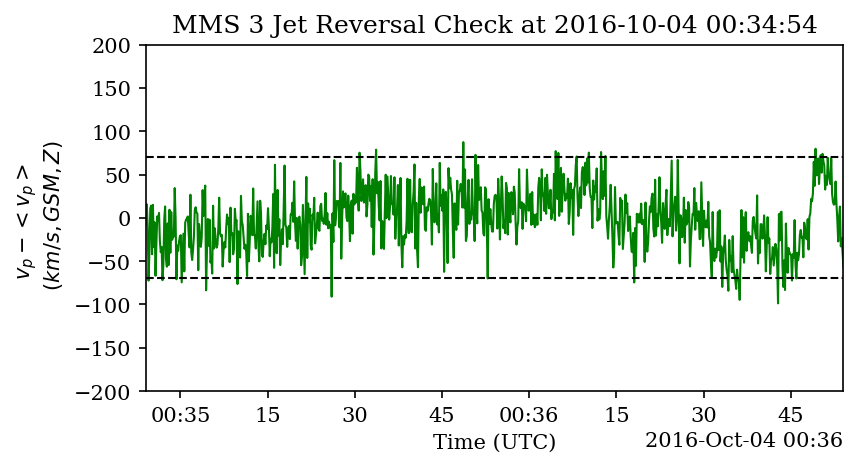 MMS 3 Jet Reversal Check at 2016-10-04 00:34:54
v_p − < v_p >
(km/s, GSM, Z)
200
150
100
50
0
−50
−100
−150
−200
00:35 15 30 45 00:36 15 30 45
Time (UTC)
2016-Oct-04 00:36